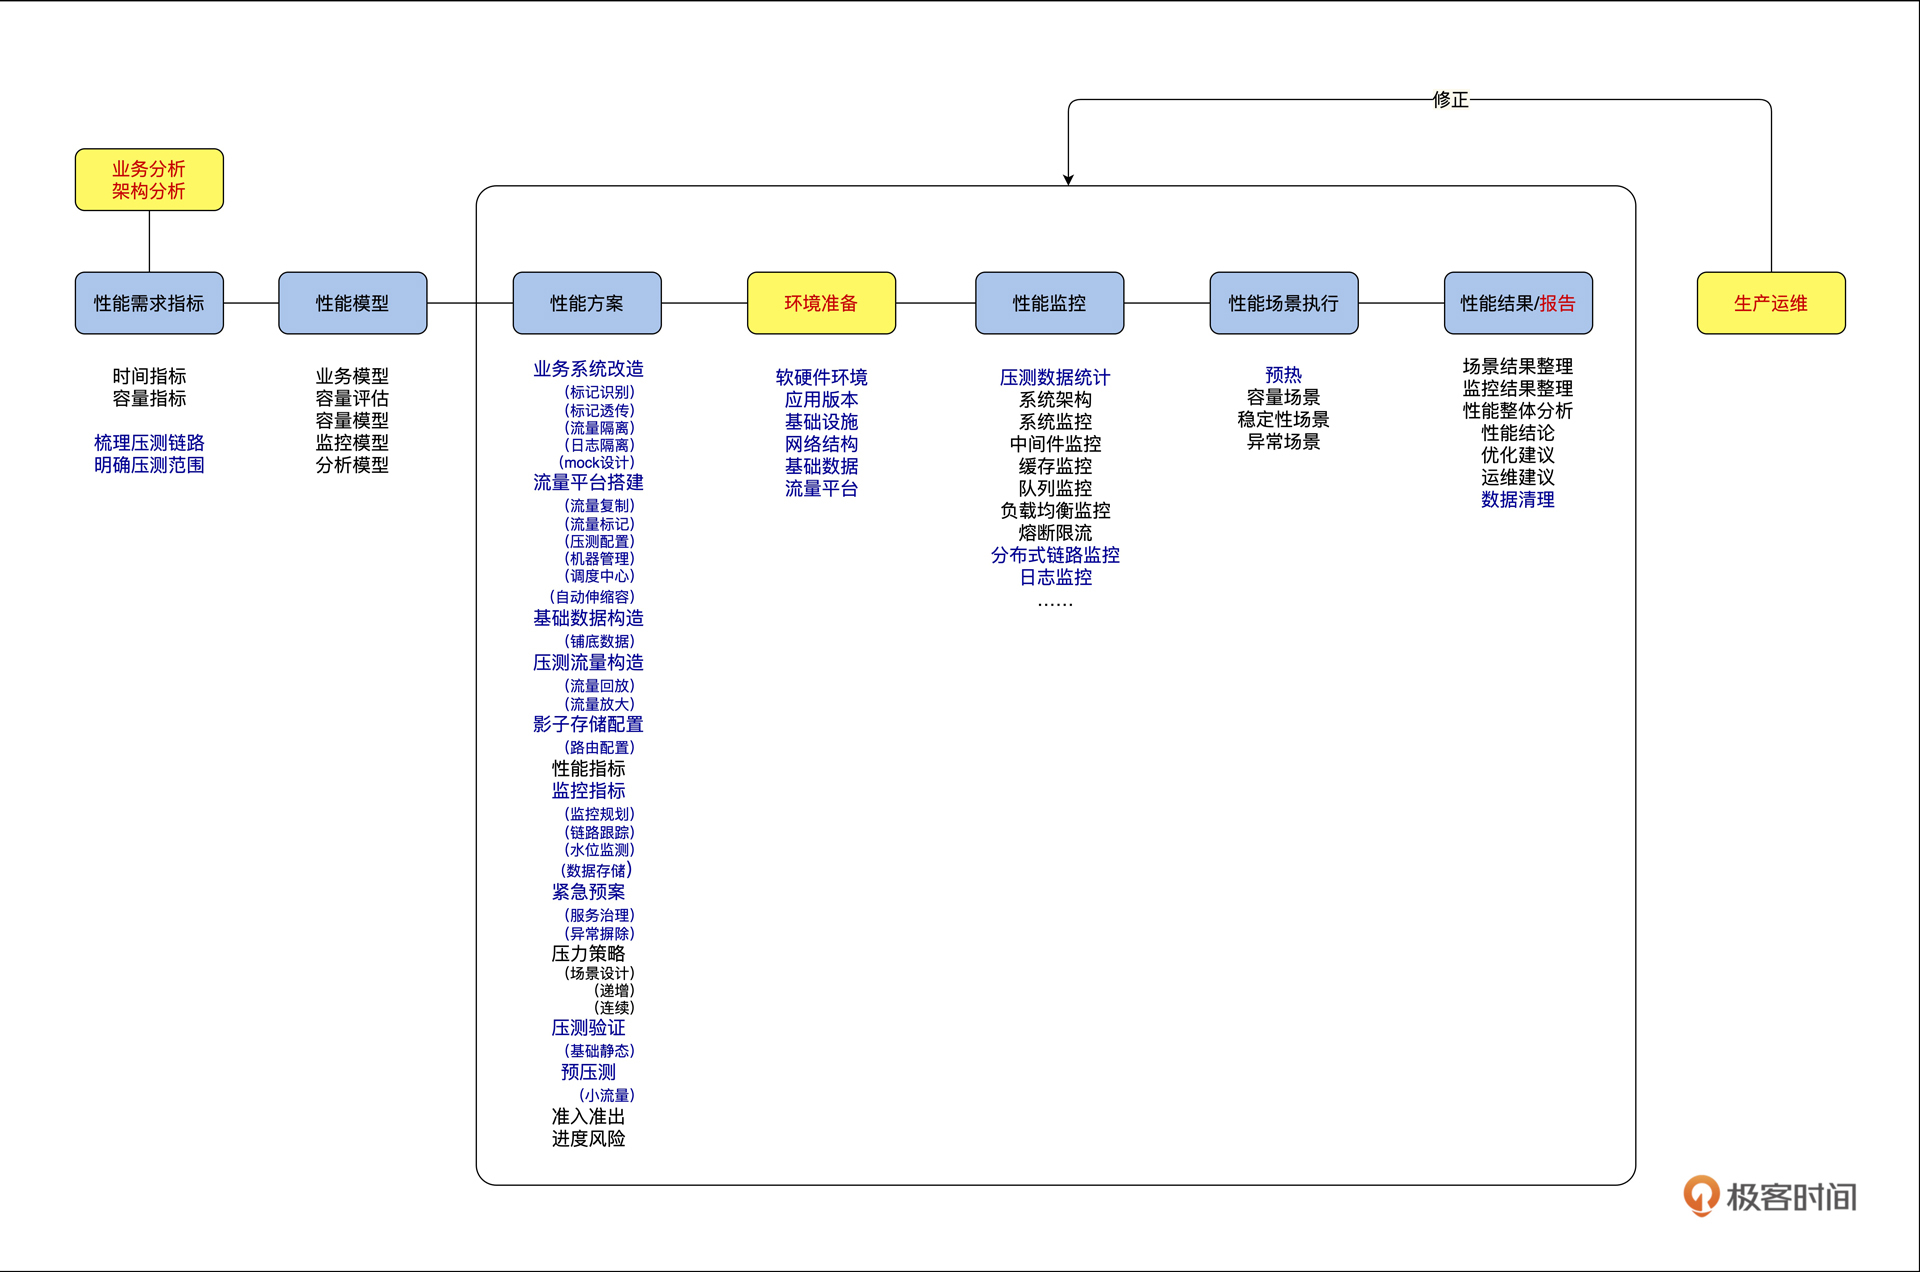 修正
业务分析
架构分析
性能需求指标
时间指标
容量指标
梳理压测链路
明确压测范围
性能模型
业务模型
容量评估
容量模型
监控模型
分析模型
性能方案
业务系统改造
(标记识别)
(标记透传)
(流量隔离)
(日志隔离)
(mock设计)
流量平台搭建
(流量复制)
(流量标记)
(压测配置)
(机器管理)
(调度中心)
(自动伸缩容)
基础数据构造
(铺底数据)
压测流量构造
(流量回放)
(流量放大)
影子存储配置
(路由配置)
性能指标
监控指标
(监控规划)
(链路跟踪)
(水位监测)
(数据存储)
紧急预案
(服务治理)
(异常摒除)
压力策略
(场景设计)
(递增)
(连续)
压测验证
(基础静态)
预压测
(小流量)
准入准出
进度风险
环境准备
软硬件环境
应用版本
基础设施
网络结构
基础数据
流量平台
性能监控
压测数据统计
系统架构
系统监控
中间件监控
缓存监控
队列监控
负载均衡监控
熔断限流
分布式链路监控
日志监控
……
性能场景执行
预热
容量场景
稳定性场景
异常场景
性能结果/报告
场景结果整理
监控结果整理
性能整体分析
性能结论
优化建议
运维建议
数据清理
生产运维
极客时间